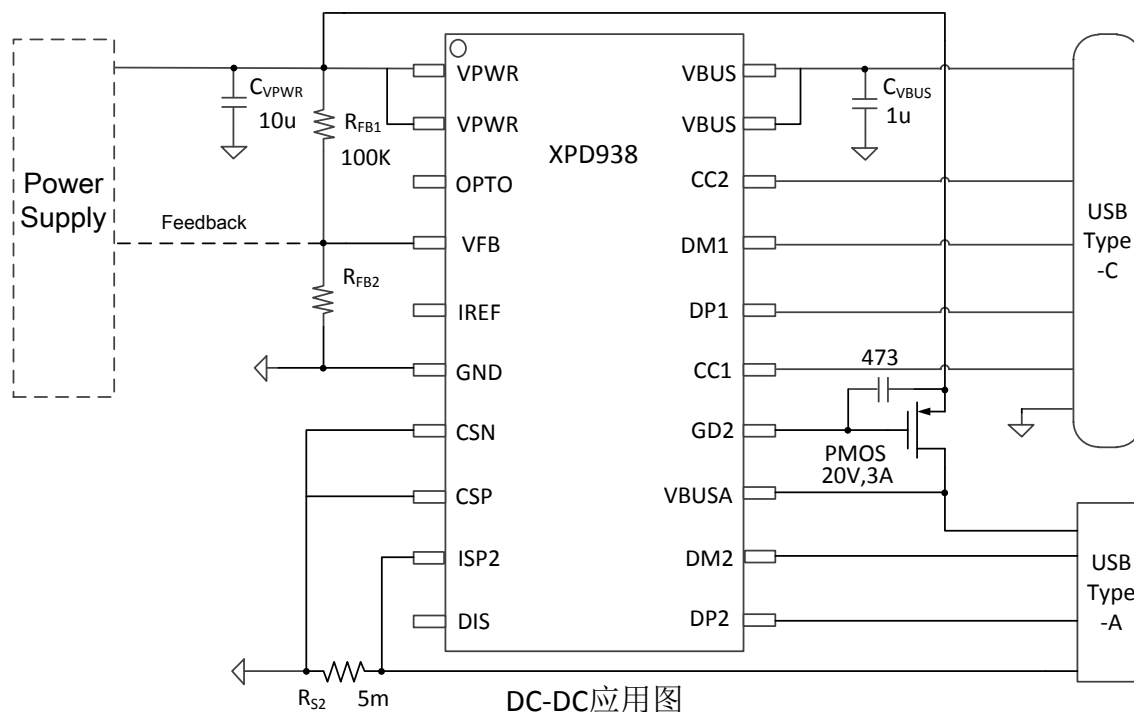 VPWR
VBUS
C_VPWR
10u
R_FB1
100K
C_VBUS
1u
VPWR
VBUS
XPD938
OPTO
CC2
Power
Supply
Feedback
VFB
DM1
USB
Type
-C
R_FB2
IREF
DP1
473
GND
CC1
CSN
GD2
PMOS
20V,3A
CSP
VBUSA
ISP2
DM2
USB
Type
-A
DIS
DP2
R_S2
5m
DC-DC应用图